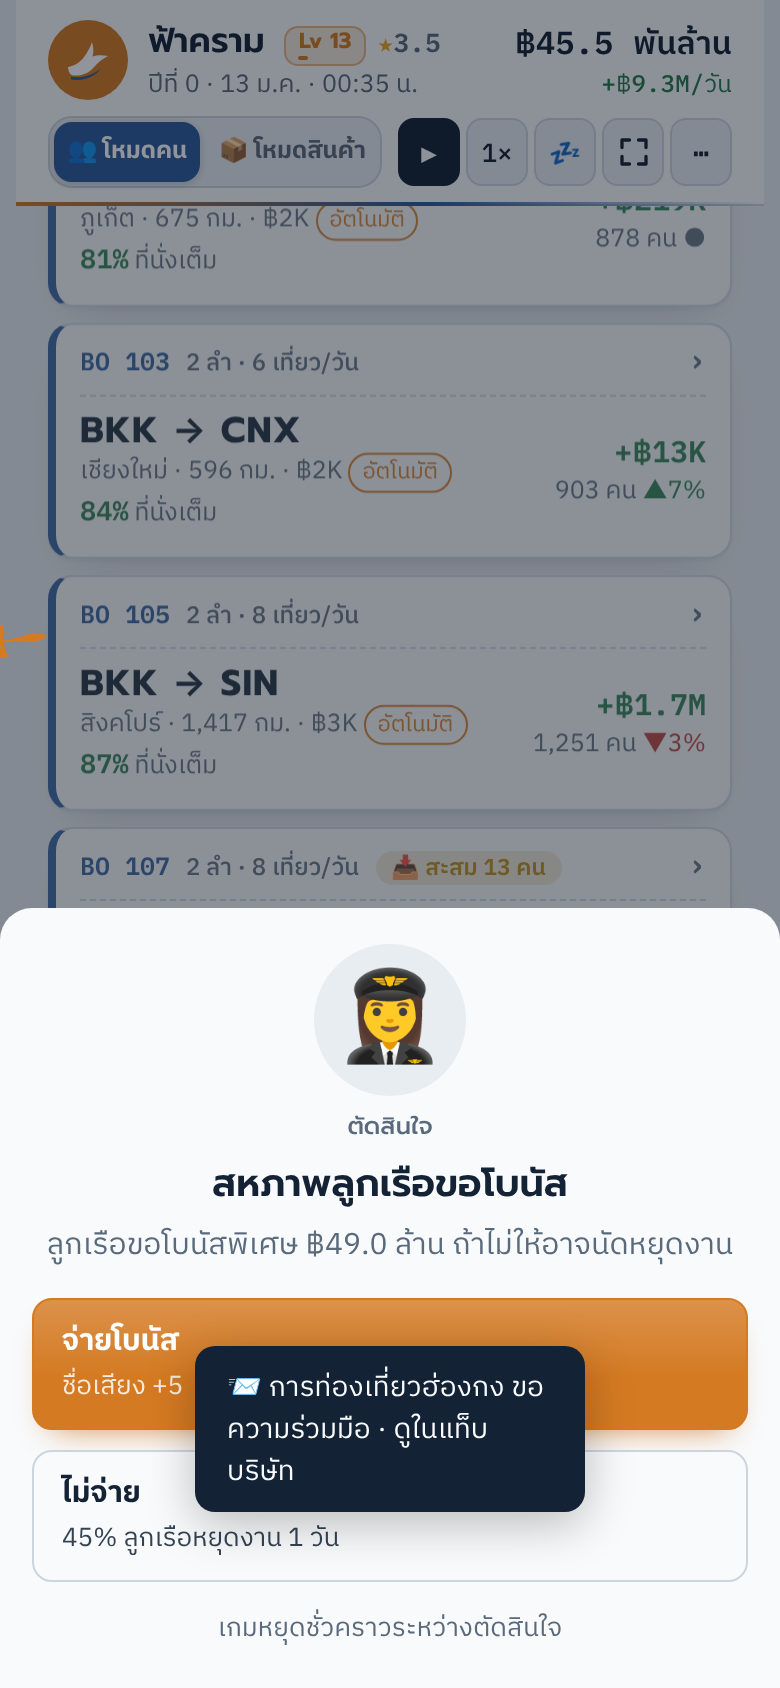 ฟ้าคราม Lv 13 ★3.5 ฿45.5 พันล้าน
ปีที่ 0 · 13 ม.ค. · 00:35 น. +฿9.3M/วัน
👥 โหมดคน 📦 โหมดสินค้า ▶ 1× 💤 ⛶ ···
ภูเก็ต · 675 กม. · ฿2K อัตโนมัติ
878 คน ●
81% ที่นั่งเต็ม
BO 103 2 ลำ · 6 เที่ยว/วัน ›
BKK → CNX
+฿13K
เชียงใหม่ · 596 กม. · ฿2K อัตโนมัติ
903 คน ▲7%
84% ที่นั่งเต็ม
BO 105 2 ลำ · 8 เที่ยว/วัน ›
BKK → SIN
+฿1.7M
สิงคโปร์ · 1,417 กม. · ฿3K อัตโนมัติ
1,251 คน ▼3%
87% ที่นั่งเต็ม
BO 107 2 ลำ · 8 เที่ยว/วัน 📥 สะสม 13 คน ›
ตัดสินใจ
สหภาพลูกเรือขอโบนัส
ลูกเรือขอโบนัสพิเศษ ฿49.0 ล้าน ถ้าไม่ให้อาจนัดหยุดงาน
จ่ายโบนัส
ชื่อเสียง +5
📨 การท่องเที่ยวฮ่องกง ขอ
ความร่วมมือ · ดูในแท็บ
บริษัท
ไม่จ่าย
45% ลูกเรือหยุดงาน 1 วัน
เกมหยุดชั่วคราวระหว่างตัดสินใจ